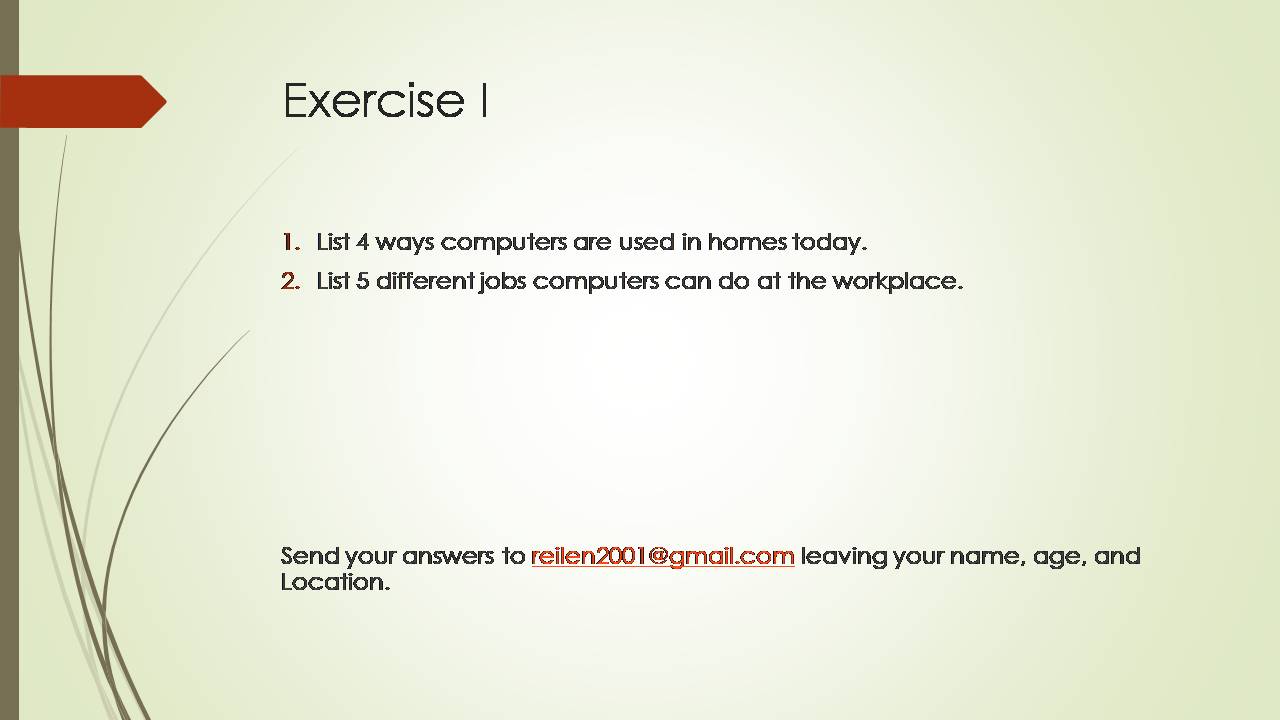 Exercise I
1. List 4 ways computers are used in homes today.
2. List 5 different jobs computers can do at the workplace.
Send your answers to reilen2001@gmail.com leaving your name, age, and
Location.